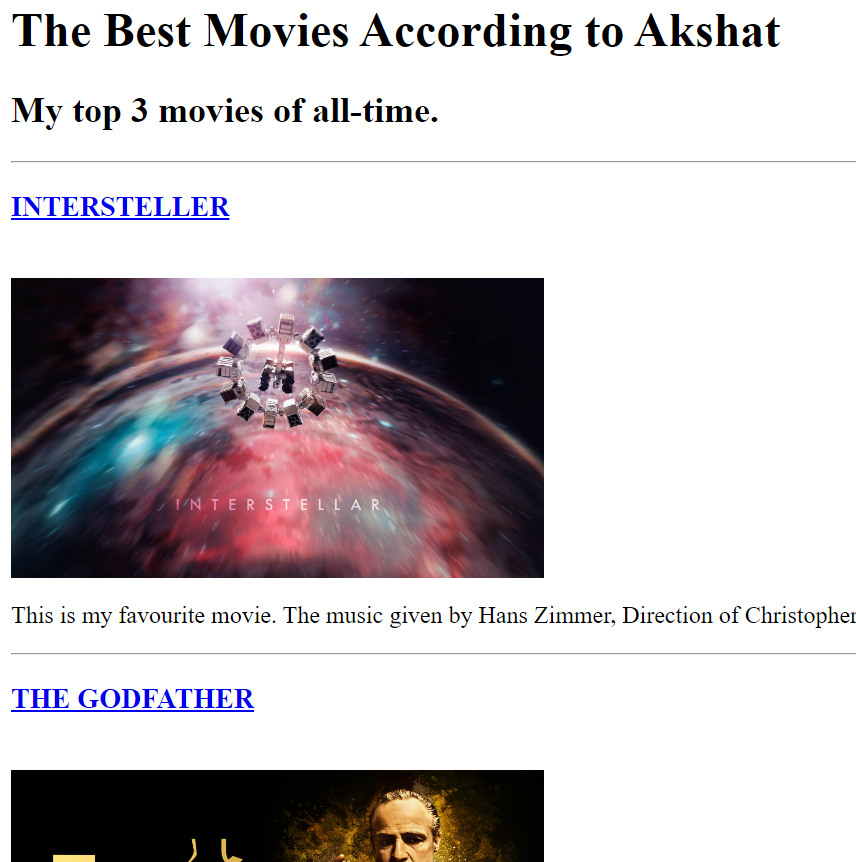 The Best Movies According to Akshat
My top 3 movies of all-time.
INTERSTELLER
INTERSTELLAR
This is my favourite movie. The music given by Hans Zimmer, Direction of Christopher
THE GODFATHER